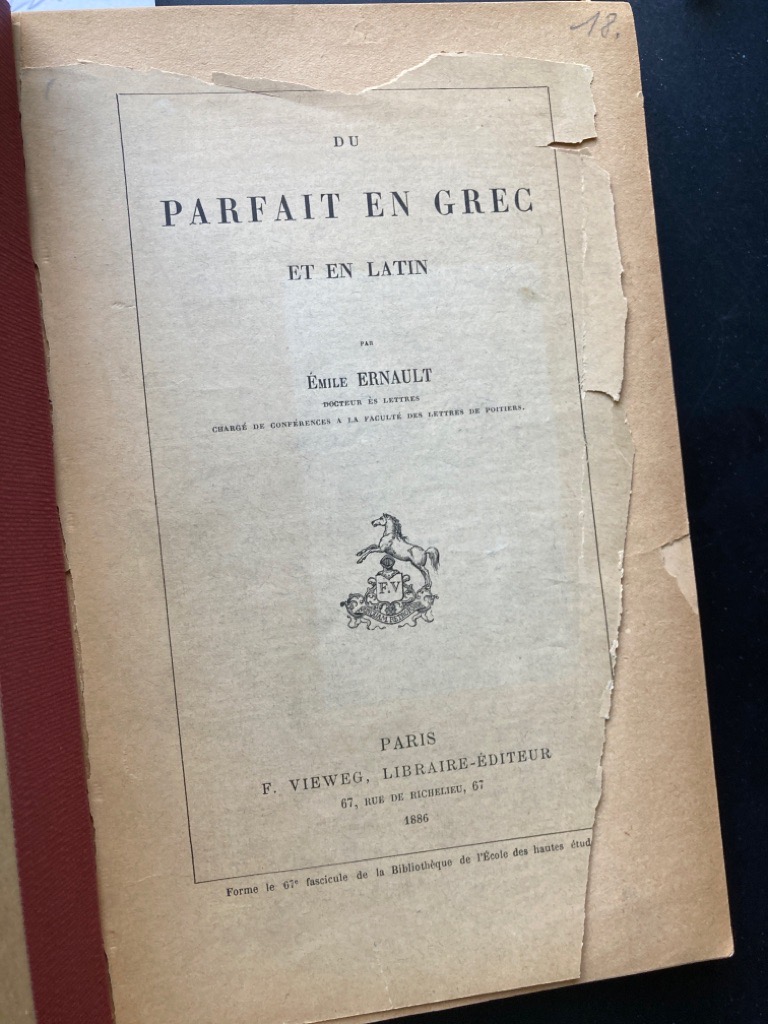 18.
DU
PARFAIT EN GREC
ET EN LATIN
PAR
ÉMILE ERNAULT
DOCTEUR ÈS LETTRES
CHARGÉ DE CONFÉRENCES A LA FACULTÉ DES LETTRES DE POITIERS.
F.V
PARIS
F. VIEWEG, LIBRAIRE-ÉDITEUR
67, RUE DE RICHELIEU, 67
1886
Forme le 67e fascicule de la Bibliothèque de l'École des hautes étud